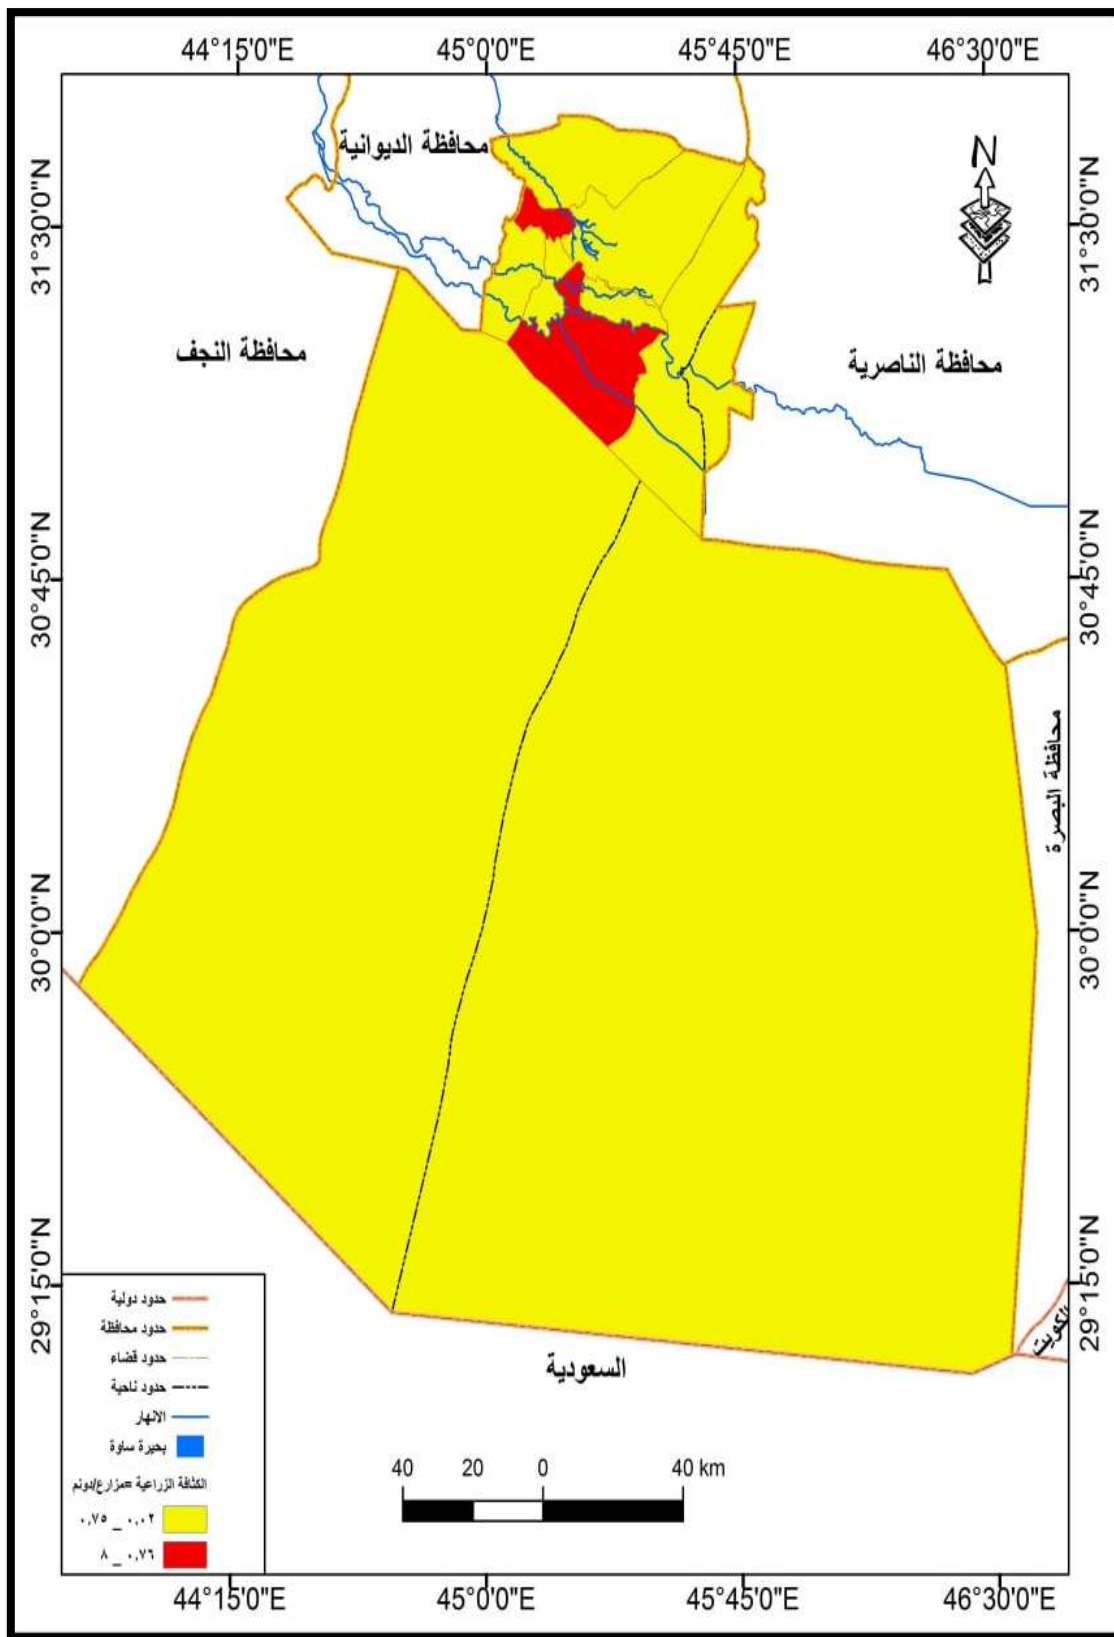 44°15'0"E 45°0'0"E 45°45'0"E 46°30'0"E
N
محافظة الديوانية
31°30'0"N 31°30'0"N
محافظة النجف
محافظة الناصرية
30°45'0"N 30°45'0"N
محافظة البصرة
30°0'0"N 30°0'0"N
29°15'0"N 29°15'0"N
الكويت
السعودية
حدود دولية
حدود محافظة
حدود قضاء
حدود ناحية
الانهار
بحيرة ساوة
الكثافة الزراعية =مزارع/دونم
٠,٠٢ _ ٠,٧٥
٠,٧٦ _ ٨
40 20 0 40 km
44°15'0"E 45°0'0"E 45°45'0"E 46°30'0"E